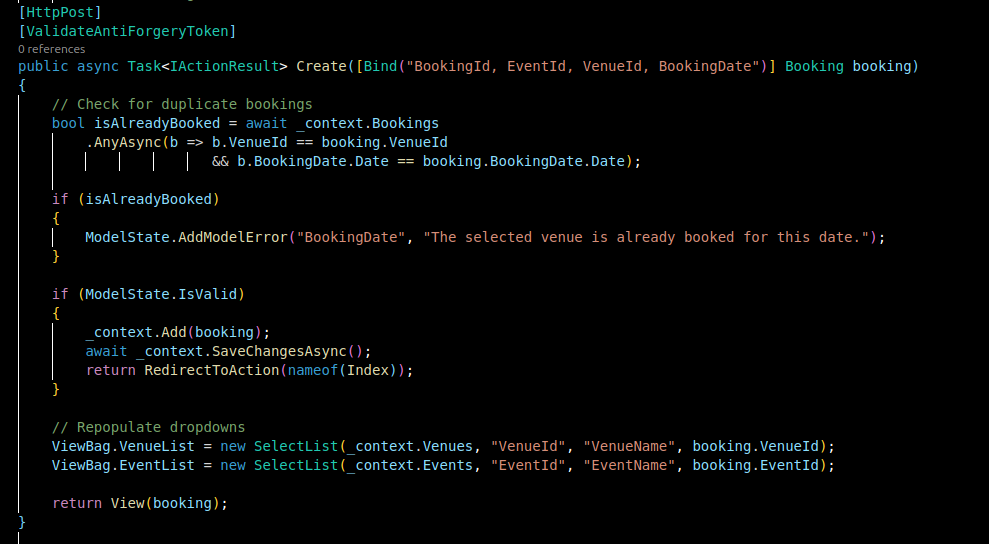 [HttpPost]
[ValidateAntiForgeryToken]
0 references
public async Task<IActionResult> Create([Bind("BookingId, EventId, VenueId, BookingDate")] Booking booking)
{
    // Check for duplicate bookings
    bool isAlreadyBooked = await _context.Bookings
        .AnyAsync(b => b.VenueId == booking.VenueId
                       && b.BookingDate.Date == booking.BookingDate.Date);
    if (isAlreadyBooked)
    {
        ModelState.AddModelError("BookingDate", "The selected venue is already booked for this date.");
    }
    if (ModelState.IsValid)
    {
        _context.Add(booking);
        await _context.SaveChangesAsync();
        return RedirectToAction(nameof(Index));
    }
    // Repopulate dropdowns
    ViewBag.VenueList = new SelectList(_context.Venues, "VenueId", "VenueName", booking.VenueId);
    ViewBag.EventList = new SelectList(_context.Events, "EventId", "EventName", booking.EventId);
    return View(booking);
}